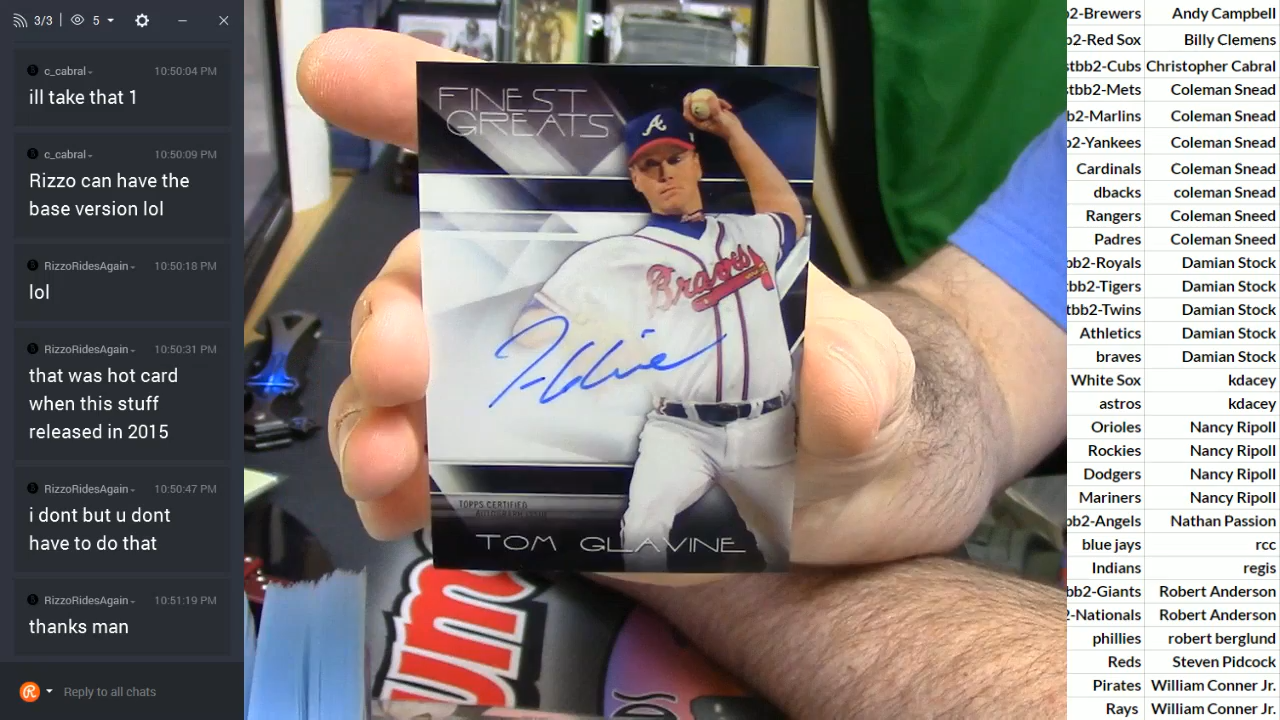 3/3
5
c_cabral
10:50:04 PM
ill take that 1
c_cabral
10:50:09 PM
Rizzo can have the
base version lol
RizzoRidesAgain
10:50:18 PM
lol
RizzoRidesAgain
10:50:31 PM
that was hot card
when this stuff
released in 2015
RizzoRidesAgain
10:50:47 PM
i dont but u dont
have to do that
RizzoRidesAgain
10:51:19 PM
thanks man
Reply to all chats
FINEST
GREATS
A
Braves
TOPPS CERTIFIED
AUTOGRAPH ISSUE
TOM GLAVINE
b2-Brewers Andy Campbell
b2-Red Sox Billy Clemens
stbb2-Cubs Christopher Cabral
stbb2-Mets Coleman Snead
bb2-Marlins Coleman Snead
b2-Yankees Coleman Snead
Cardinals Coleman Snead
dbacks coleman Snead
Rangers Coleman Sneed
Padres Coleman Sneed
bb2-Royals Damian Stock
bb2-Tigers Damian Stock
tbb2-Twins Damian Stock
Athletics Damian Stock
braves Damian Stock
White Sox kdacey
astros kdacey
Orioles Nancy Ripoll
Rockies Nancy Ripoll
Dodgers Nancy Ripoll
Mariners Nancy Ripoll
bb2-Angels Nathan Passion
blue jays rcc
Indians regis
bb2-Giants Robert Anderson
2-Nationals Robert Anderson
phillies robert berglund
Reds Steven Pidcock
Pirates William Conner Jr.
Rays William Conner Jr.